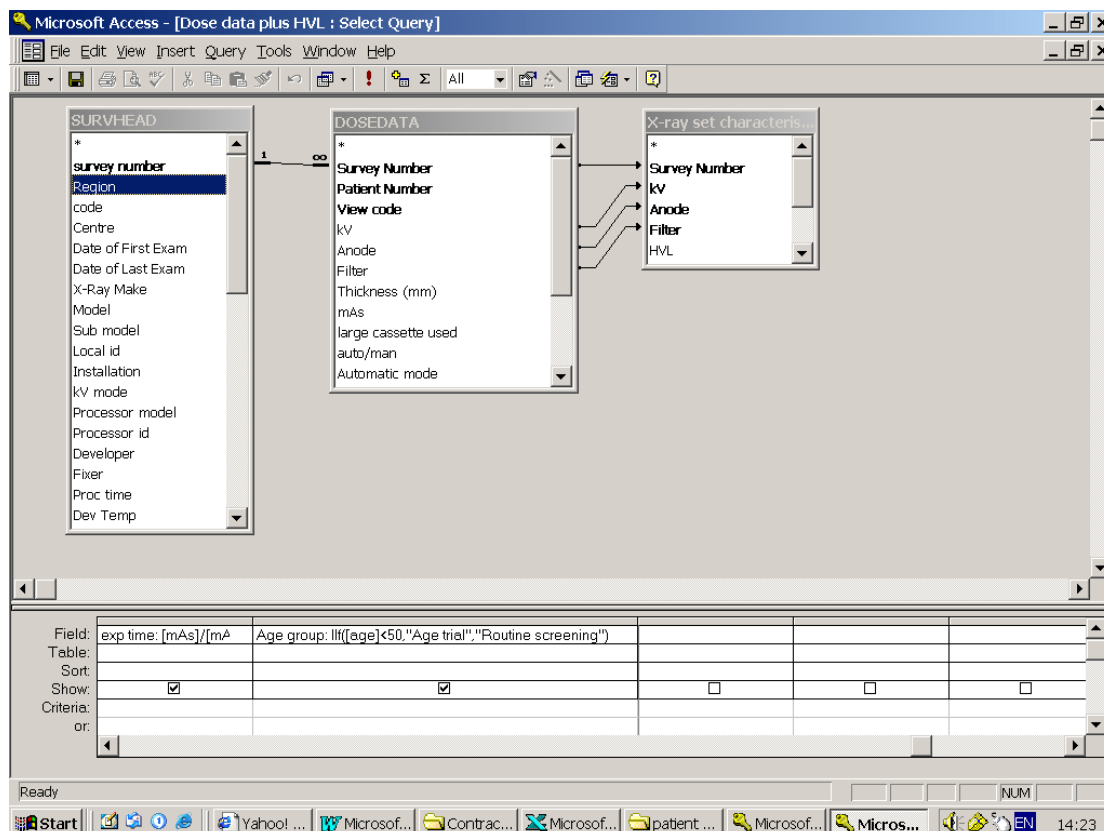 Microsoft Access - [Dose data plus HVL : Select Query]
File Edit View Insert Query Tools Window Help
All
SURVHEAD
*
survey number
Region
code
Centre
Date of First Exam
Date of Last Exam
X-Ray Make
Model
Sub model
Local id
Installation
kV mode
Processor model
Processor id
Developer
Fixer
Proc time
Dev Temp
1 ∞
DOSEDATA
*
Survey Number
Patient Number
View code
kV
Anode
Filter
Thickness (mm)
mAs
large cassette used
auto/man
Automatic mode
X-ray set characteris...
*
Survey Number
kV
Anode
Filter
HVL
Field: exp time: [mAs]/[mA Age group: IIf([age]<50,"Age trial","Routine screening")
Table:
Sort:
Show:
Criteria:
or:
Ready
NUM
Start Yahoo! ... Microsof... Contrac... Microsof... patient ... Microsof... Micros... EN 14:23